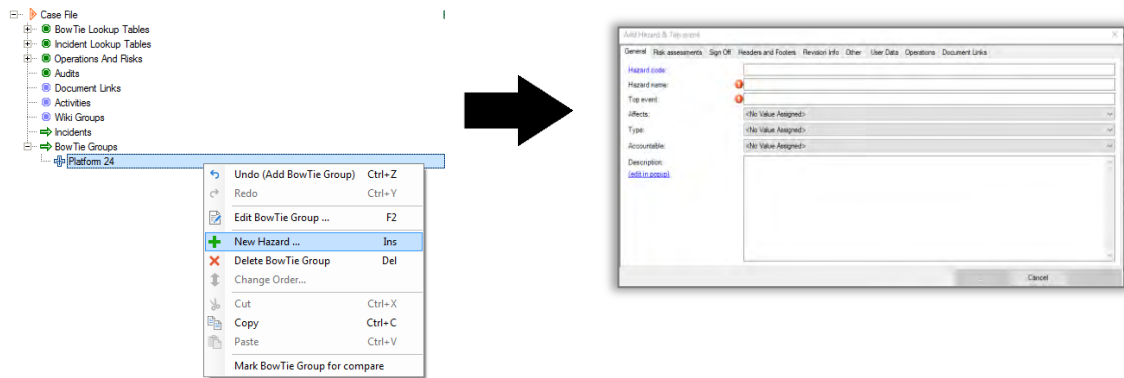 Case File
BowTie Lookup Tables
Incident Lookup Tables
Operations And Risks
Audits
Document Links
Activities
Wiki Groups
Incidents
BowTie Groups
Platform 24
Undo (Add BowTie Group) Ctrl+Z
Redo Ctrl+Y
Edit BowTie Group ... F2
New Hazard ... Ins
Delete BowTie Group Del
Change Order...
Cut Ctrl+X
Copy Ctrl+C
Paste Ctrl+V
Mark BowTie Group for compare
Add Hazard & Top event
General Risk assessments Sign Off Headers and Footers Revision Info Other User Data Operations Document Links
Hazard code:
Hazard name:
Top event:
Affects: <No Value Assigned>
Type: <No Value Assigned>
Accountable: <No Value Assigned>
Description:
(edit in popup)
Cancel